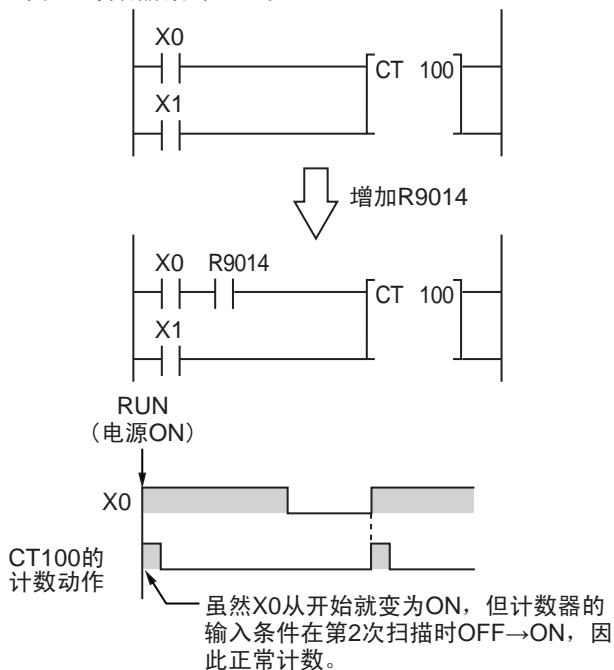 X0
CT 100
X1
增加R9014
X0 R9014
CT 100
X1
RUN
（电源ON）
X0
CT100的
计数动作
虽然X0从开始就变为ON，但计数器的
输入条件在第2次扫描时OFF→ON，因
此正常计数。